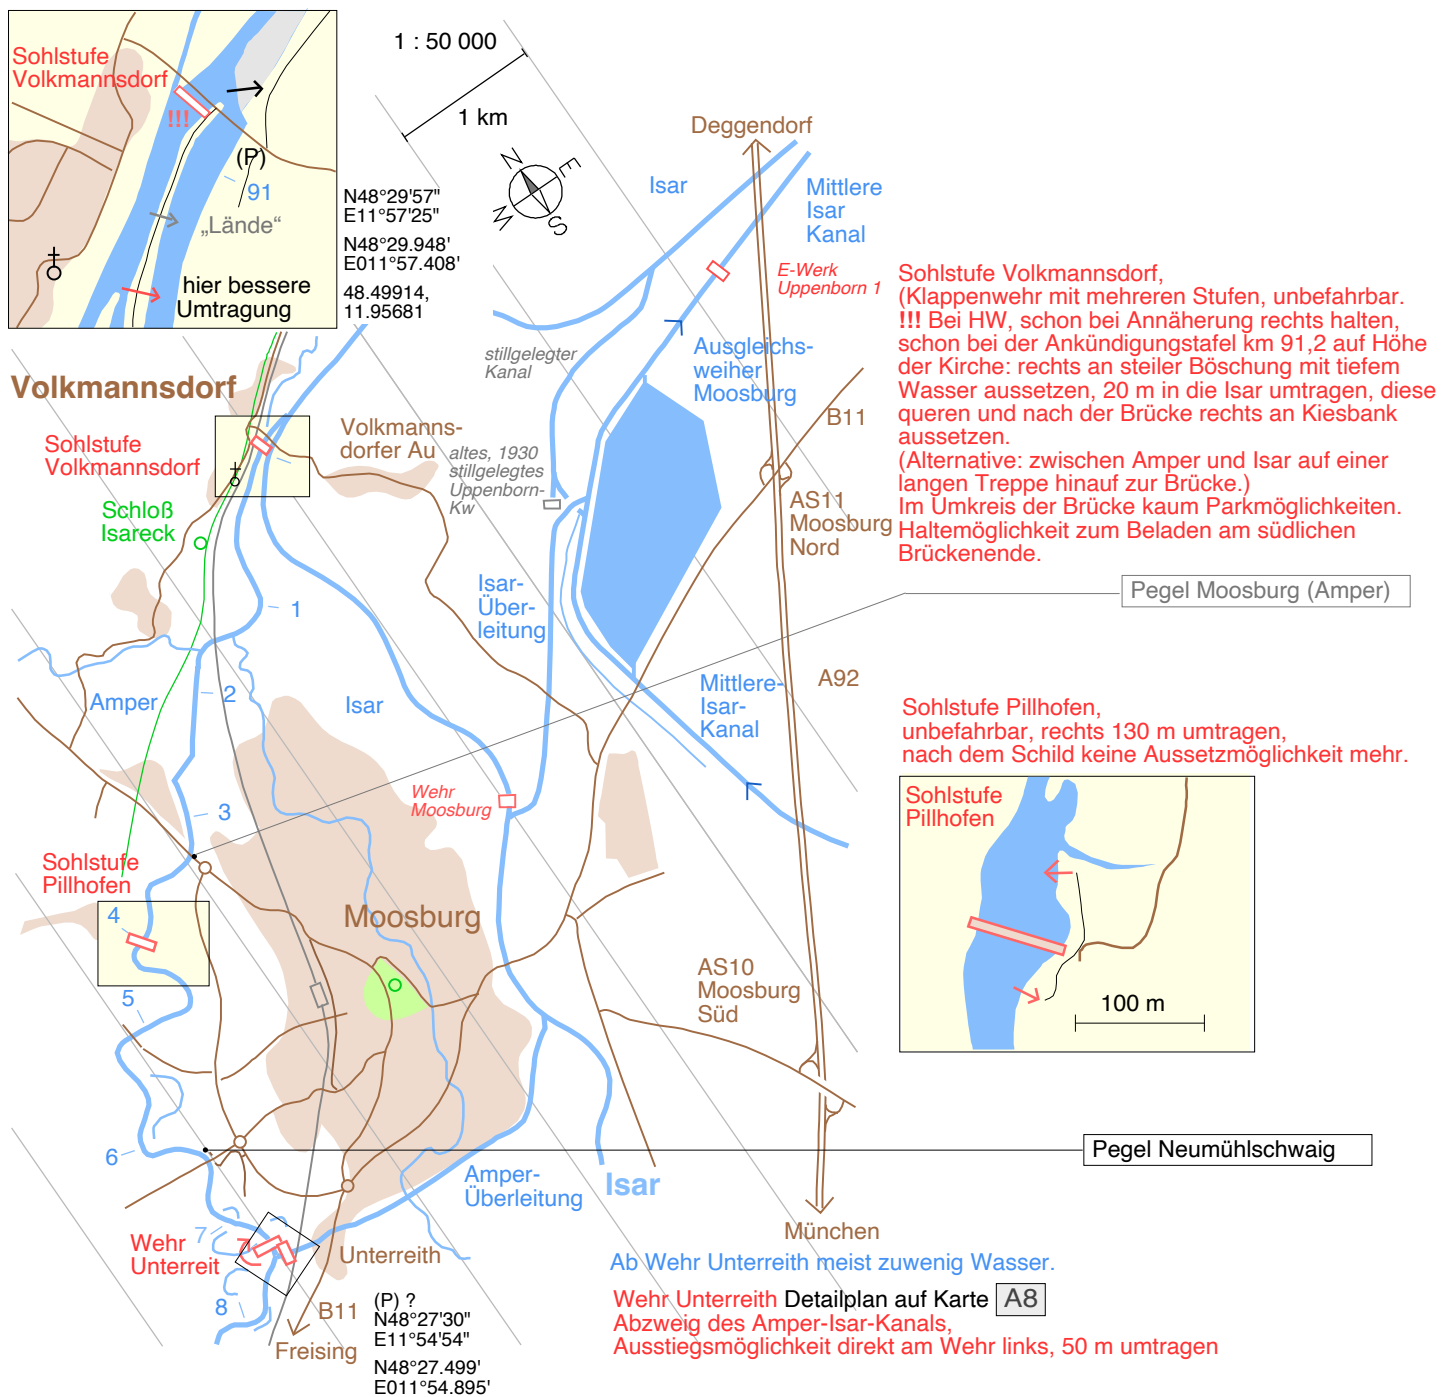 Sohlstufe
Volkmannsdorf
!!!
(P)
91
„Lände“
hier bessere
Umtragung
1 : 50 000
1 km
N
E
S
W
N48°29'57"
E11°57'25"
N48°29.948'
E011°57.408'
48.49914,
11.95681
Deggendorf
Isar
Mittlere
Isar
Kanal
E-Werk
Uppenborn 1
Sohlstufe Volkmannsdorf,
(Klappenwehr mit mehreren Stufen, unbefahrbar.
!!! Bei HW, schon bei Annäherung rechts halten,
schon bei der Ankündigungstafel km 91,2 auf Höhe
der Kirche: rechts an steiler Böschung mit tiefem
Wasser aussetzen, 20 m in die Isar umtragen, diese
queren und nach der Brücke rechts an Kiesbank
aussetzen.
(Alternative: zwischen Amper und Isar auf einer
langen Treppe hinauf zur Brücke.)
Im Umkreis der Brücke kaum Parkmöglichkeiten.
Haltemöglichkeit zum Beladen am südlichen
Brückenende.
stillgelegter
Kanal
Ausgleichs-
weiher
Moosburg
B11
Volkmannsdorf
Sohlstufe
Volkmannsdorf
Volkmanns-
dorfer Au
altes, 1930
stillgelegtes
Uppenborn-
Kw
AS11
Moosburg
Nord
Schloß
Isareck
Isar-
Über-
leitung
Pegel Moosburg (Amper)
1
2
Amper
Isar
Mittlere-
Isar-
Kanal
A92
Sohlstufe Pillhofen,
unbefahrbar, rechts 130 m umtragen,
nach dem Schild keine Aussetzmöglichkeit mehr.
Sohlstufe
Pillhofen
100 m
Wehr
Moosburg
3
Sohlstufe
Pillhofen
4
Moosburg
5
AS10
Moosburg
Süd
6
Pegel Neumühlschwaig
Amper-
Überleitung
Isar
7
Wehr
Unterreit
Unterreith
8
B11
Freising
München
(P) ?
N48°27'30"
E11°54'54"
N48°27.499'
E011°54.895'
Ab Wehr Unterreith meist zuwenig Wasser.
Wehr Unterreith Detailplan auf Karte A8
Abzweig des Amper-Isar-Kanals,
Ausstiegsmöglichkeit direkt am Wehr links, 50 m umtragen